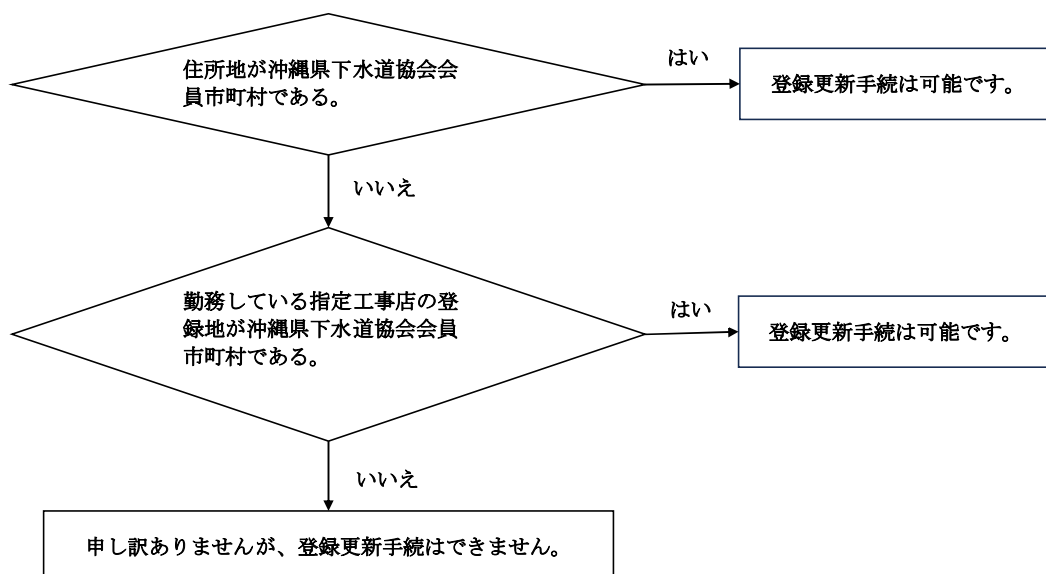 住所地が沖縄県下水道協会会
員市町村である。
はい
登録更新手続は可能です。
いいえ
勤務している指定工事店の登
録地が沖縄県下水道協会会員
市町村である。
はい
登録更新手続は可能です。
いいえ
申し訳ありませんが、登録更新手続はできません。